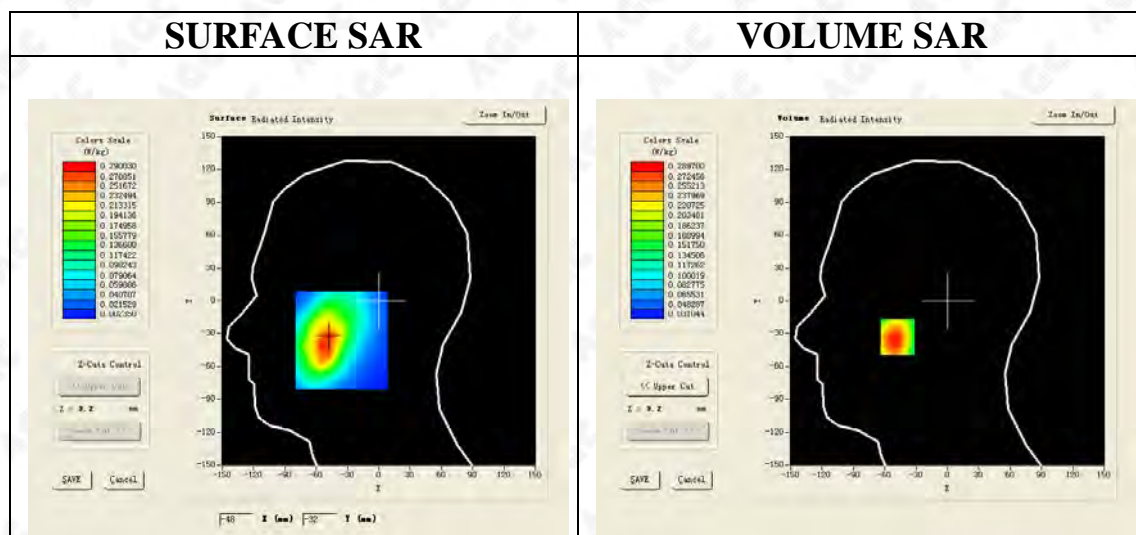 SURFACE SAR
VOLUME SAR
Surface Radiated Intensity
Zoom In/Out
Colors Scale
(W/kg)
0.290030
0.270851
0.251672
0.232494
0.213315
0.194136
0.174958
0.155779
0.136600
0.117422
0.098243
0.079064
0.059886
0.040707
0.021529
0.002350
150
120
90
60
30
0
-30
-60
-90
-120
-150
-150 -120 -90 -60 -30 0 30 60 90 120 150
Z-Cuts Control
<< Upper Cut
mm
SAVE
Cancel
-48 X (mm) -32 Y (mm)
Volume Radiated Intensity
Zoom In/Out
Colors Scale
(W/kg)
0.289700
0.272456
0.255213
0.237969
0.220725
0.203481
0.186237
0.168994
0.151750
0.134506
0.117262
0.100019
0.082775
0.065531
0.048287
0.031044
150
120
90
60
30
0
-30
-60
-90
-120
-150
-150 -120 -90 -60 -30 0 30 60 90 120 150
Z-Cuts Control
<< Upper Cut
mm
SAVE
Cancel
AGC